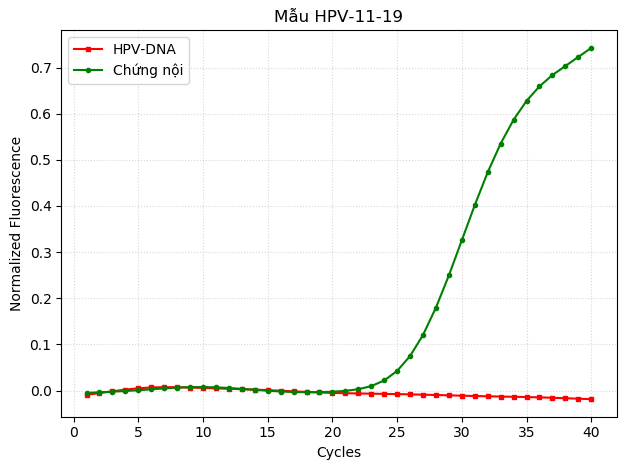 Mẫu HPV-11-19
HPV-DNA
Chứng nội
Normalized Fluorescence
0.7
0.6
0.5
0.4
0.3
0.2
0.1
0.0
0 5 10 15 20 25 30 35 40
Cycles